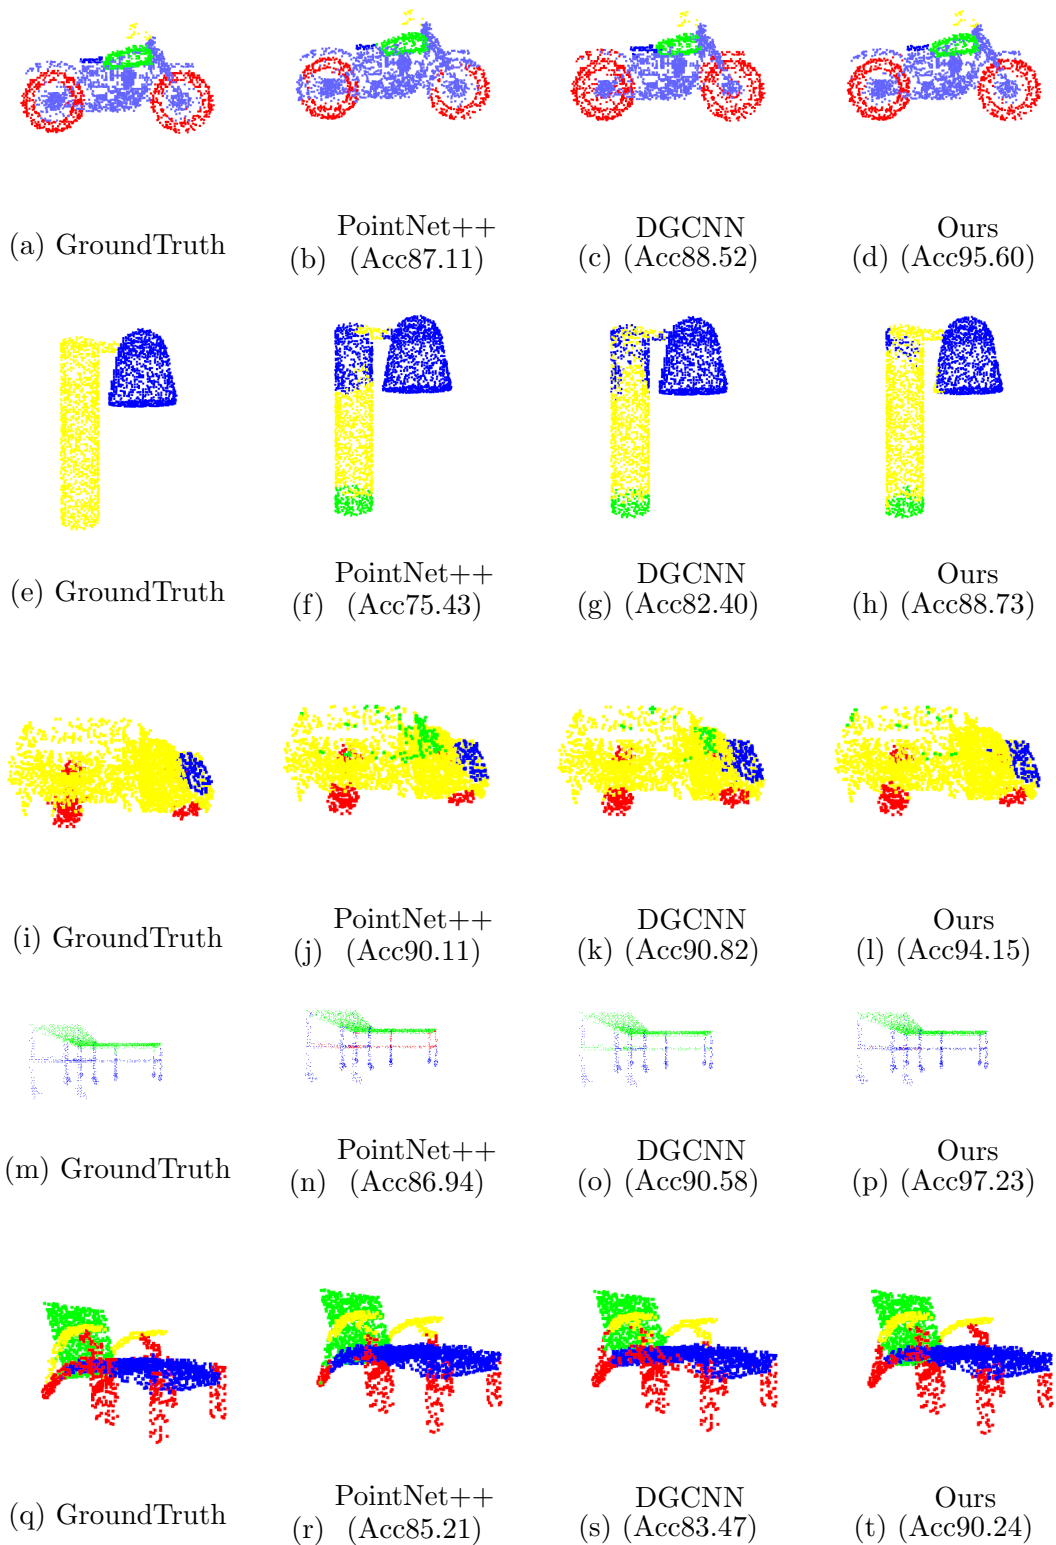 (a) GroundTruth
PointNet++
(b) (Acc87.11)
DGCNN
(c) (Acc88.52)
Ours
(d) (Acc95.60)
(e) GroundTruth
PointNet++
(f) (Acc75.43)
DGCNN
(g) (Acc82.40)
Ours
(h) (Acc88.73)
(i) GroundTruth
PointNet++
(j) (Acc90.11)
DGCNN
(k) (Acc90.82)
Ours
(l) (Acc94.15)
(m) GroundTruth
PointNet++
(n) (Acc86.94)
DGCNN
(o) (Acc90.58)
Ours
(p) (Acc97.23)
(q) GroundTruth
PointNet++
(r) (Acc85.21)
DGCNN
(s) (Acc83.47)
Ours
(t) (Acc90.24)